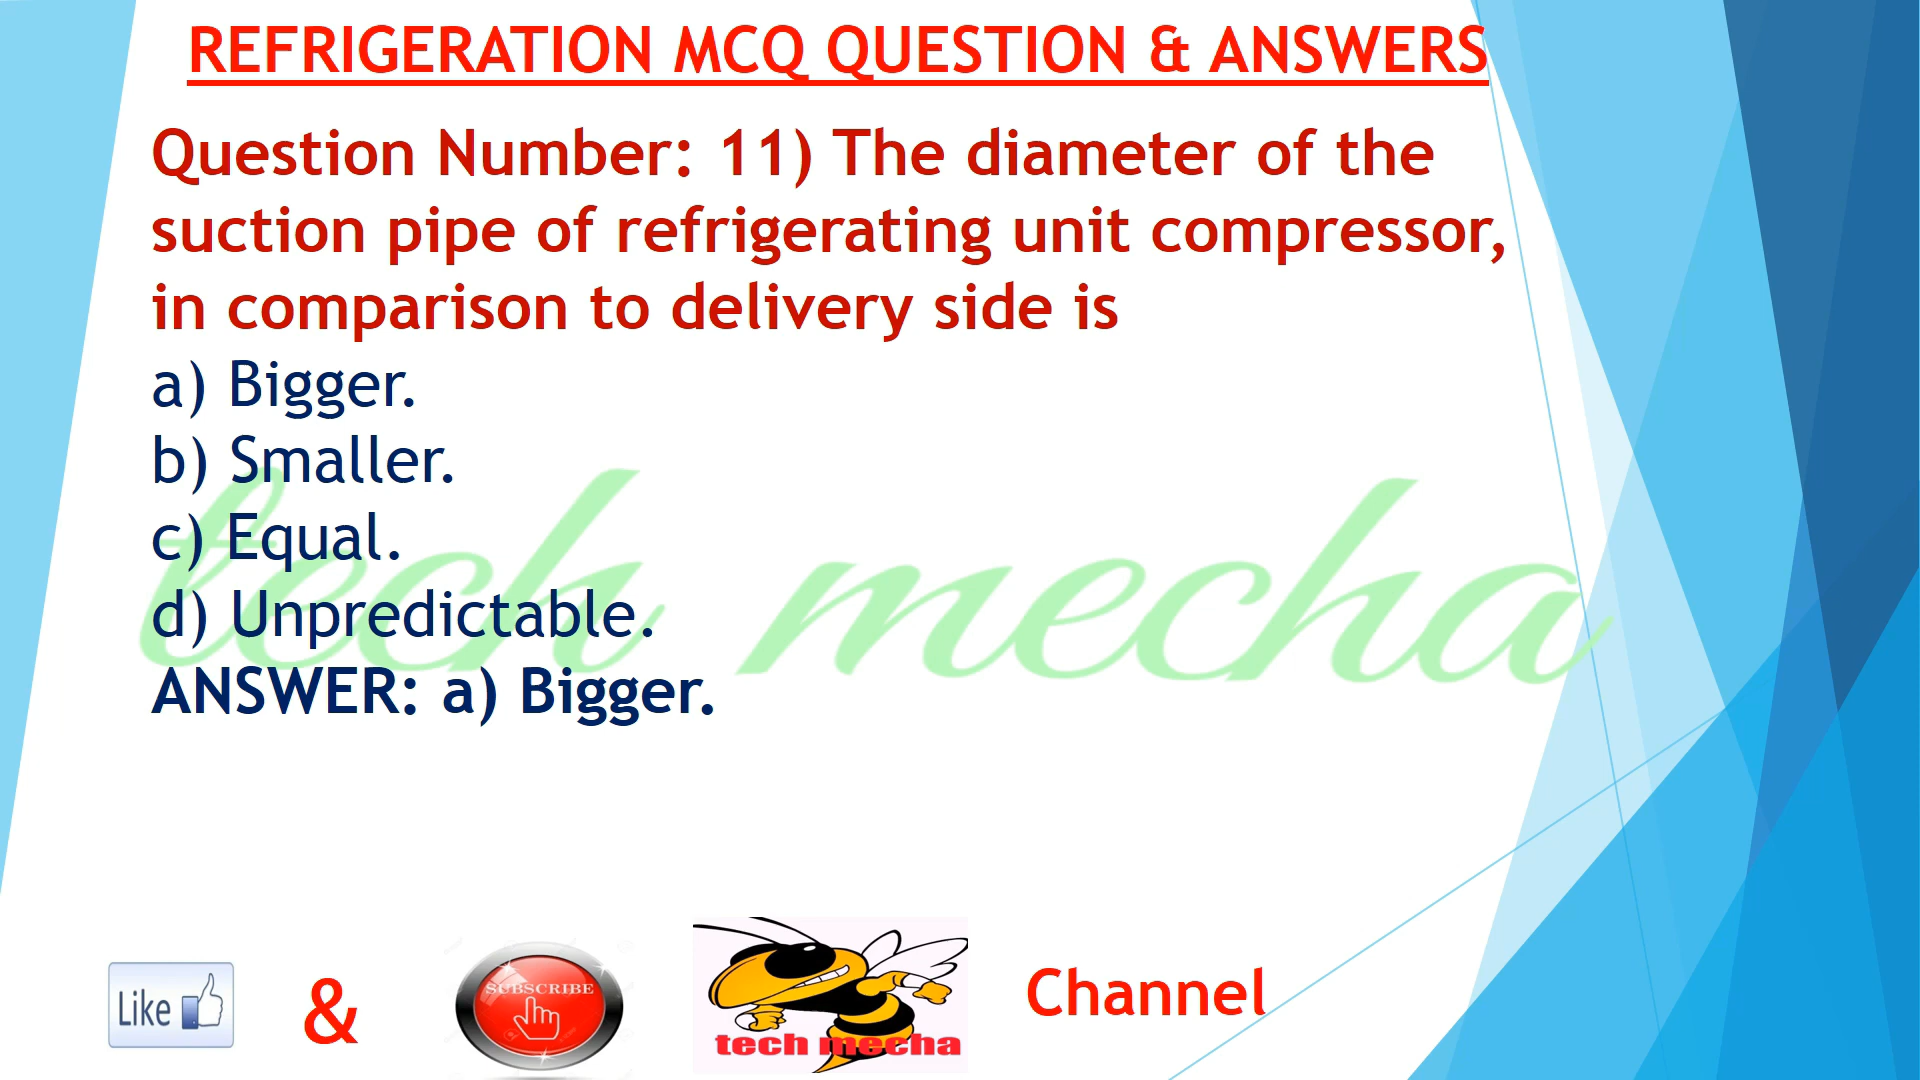 REFRIGERATION MCQ QUESTION & ANSWERS
Question Number: 11) The diameter of the
suction pipe of refrigerating unit compressor,
in comparison to delivery side is
a) Bigger.
b) Smaller.
c) Equal.
d) Unpredictable.
ANSWER: a) Bigger.
tech mecha
Like
&
SUBSCRIBE
tech mecha
Channel